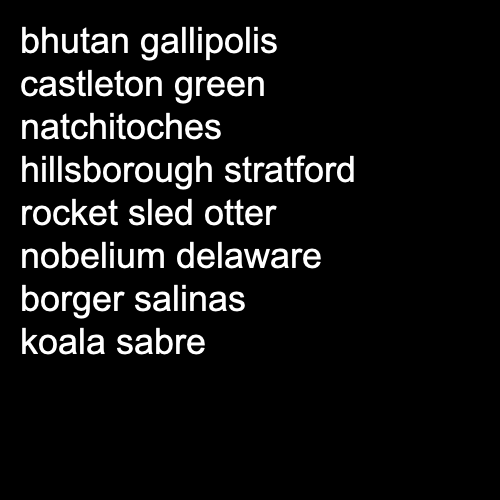 bhutan gallipolis
castleton green
natchitoches
hillsborough stratford
rocket sled otter
nobelium delaware
borger salinas
koala sabre